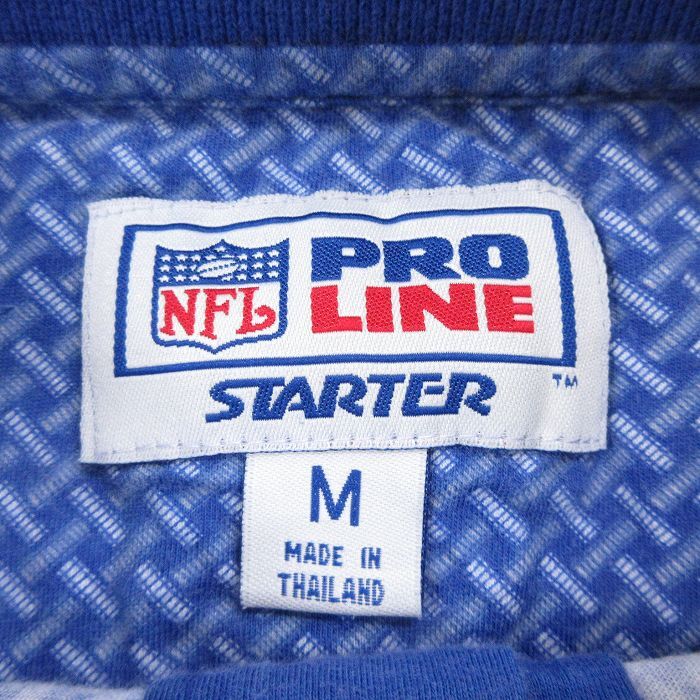 NFL
PRO
LINE
STARTER ™
M
MADE IN
THAILAND